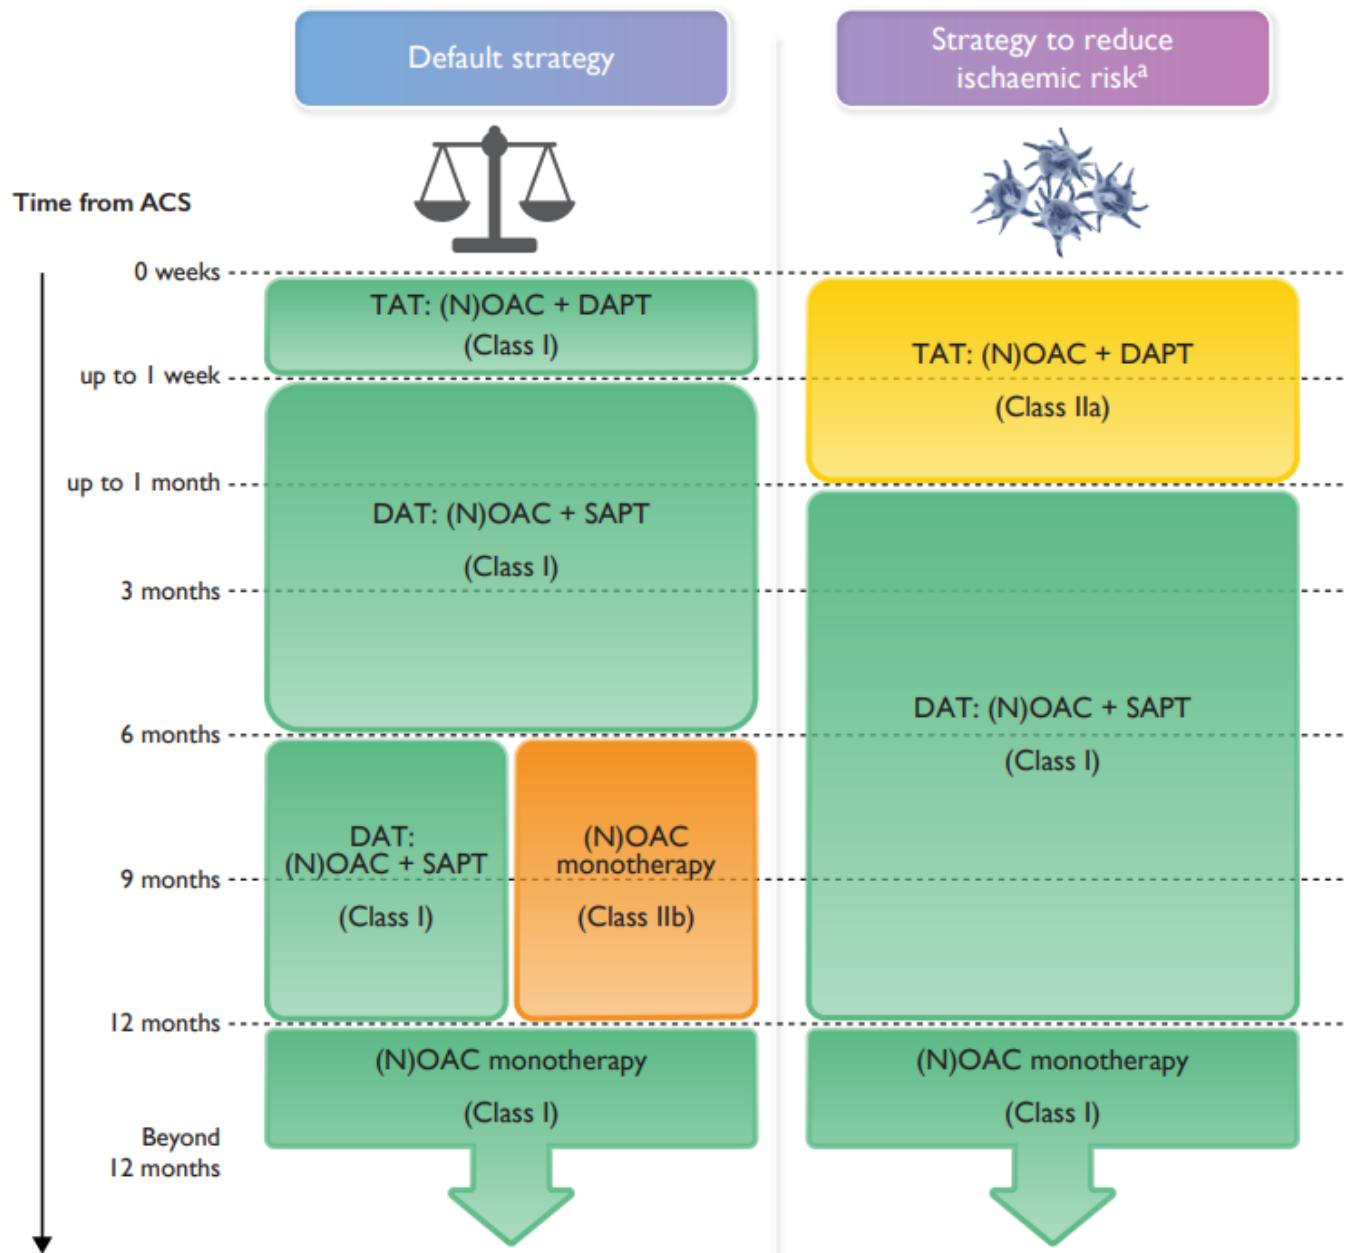 Default strategy
Strategy to reduce
ischaemic riskª
Time from ACS
0 weeks
TAT: (N)OAC + DAPT
(Class I)
TAT: (N)OAC + DAPT
(Class IIa)
up to 1 week
up to 1 month
DAT: (N)OAC + SAPT
(Class I)
3 months
DAT: (N)OAC + SAPT
(Class I)
6 months
DAT:
(N)OAC + SAPT
(Class I)
(N)OAC
monotherapy
(Class IIb)
9 months
12 months
(N)OAC monotherapy
(Class I)
(N)OAC monotherapy
(Class I)
Beyond
12 months